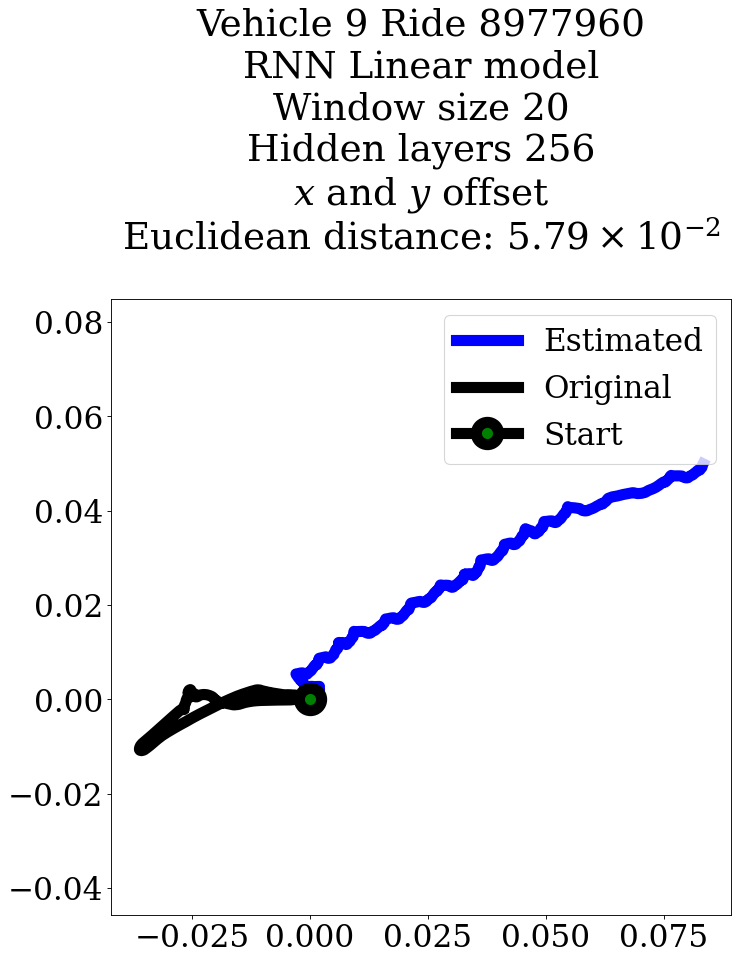 Vehicle 9 Ride 8977960
RNN Linear model
Window size 20
Hidden layers 256
x and y offset
Euclidean distance: 5.79 × 10⁻²
Estimated
Original
Start
0.08
0.06
0.04
0.02
0.00
−0.02
−0.04
−0.025 0.000 0.025 0.050 0.075